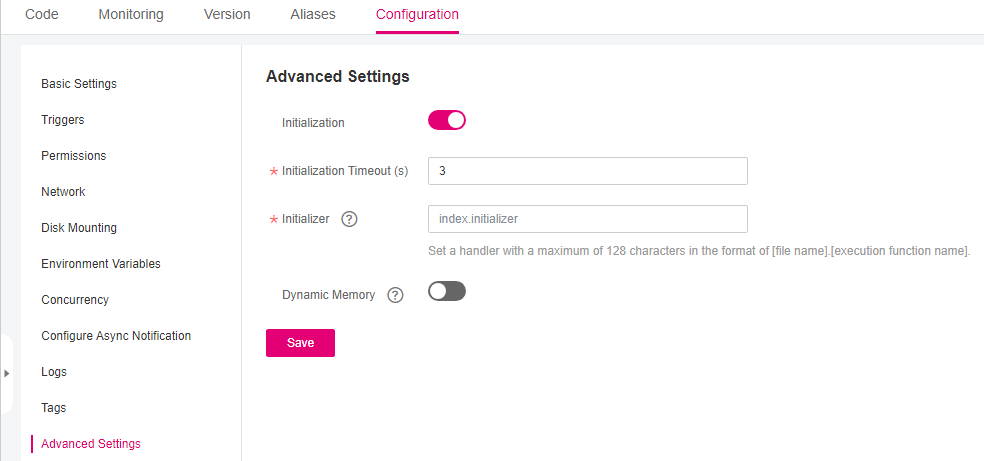 Code Monitoring Version Aliases Configuration
Basic Settings
Triggers
Permissions
Network
Disk Mounting
Environment Variables
Concurrency
Configure Async Notification
Logs
Tags
Advanced Settings
Advanced Settings
Initialization
* Initialization Timeout (s) 3
* Initializer ? index.initializer
Set a handler with a maximum of 128 characters in the format of [file name].[execution function name].
Dynamic Memory ?
Save